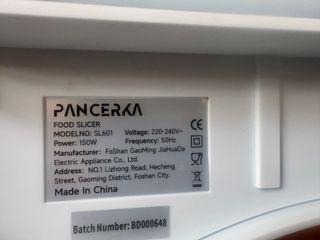 PANCERKA
FOOD SLICER
MODELNO: SL601 Voltage: 220-240V~
Power: 150W Frequency: 50Hz
Manufacturer: FoShan GaoMing JiaHuaDa
Electric Appliance Co., Ltd.
Address: NO.1 Lizhong Road, Hecheng
Street, Gaoming District, Foshan City.
Made In China
CE
Batch Number: BD000648